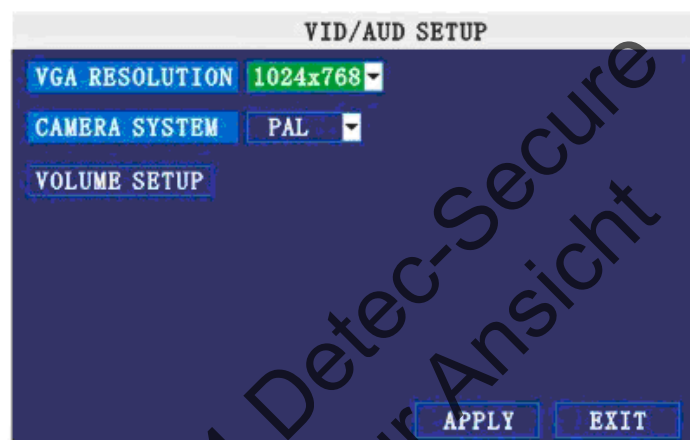 VID/AUD SETUP
VGA RESOLUTION 1024x768
CAMERA SYSTEM PAL
VOLUME SETUP
Detec-Secure
Ansicht
APPLY EXIT